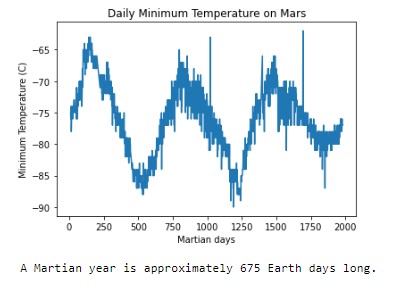 Daily Minimum Temperature on Mars
Minimum Temperature (C)
−65
−70
−75
−80
−85
−90
0 250 500 750 1000 1250 1500 1750 2000
Martian days
A Martian year is approximately 675 Earth days long.